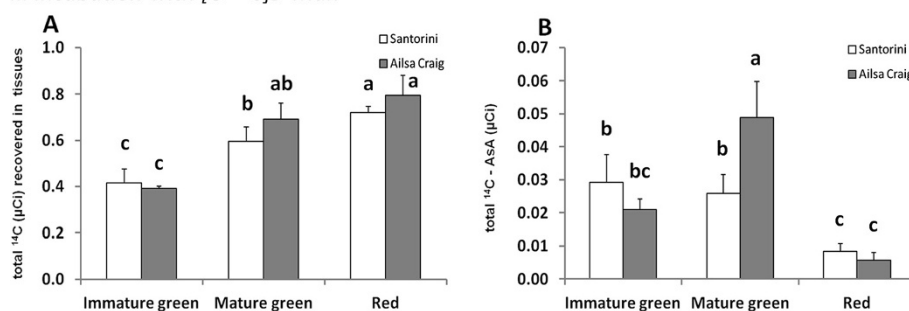 A
total ¹⁴C (µCi) recovered in tissues
1.0
0.8
0.6
0.4
0.2
0.0
Santorini
Ailsa Craig
c
c
b
ab
a
a
Immature green
Mature green
Red
B
total ¹⁴C - AsA (µCi)
0.07
0.06
0.05
0.04
0.03
0.02
0.01
0.00
Santorini
Ailsa Craig
b
bc
b
a
c
c
Immature green
Mature green
Red